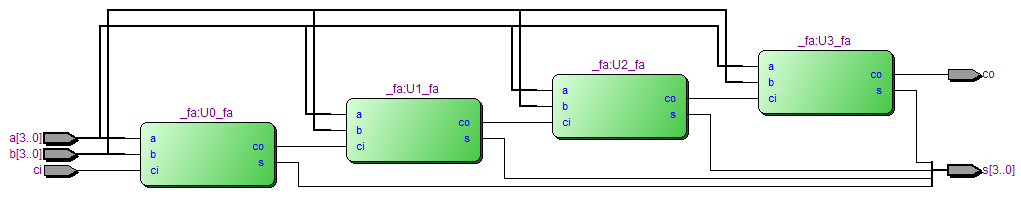 _fa:U3_fa
a
b
ci
co
s
co
_fa:U2_fa
a
b
ci
co
s
_fa:U1_fa
a
b
ci
co
s
_fa:U0_fa
a
b
ci
co
s
a[3..0]
b[3..0]
ci
s[3..0]